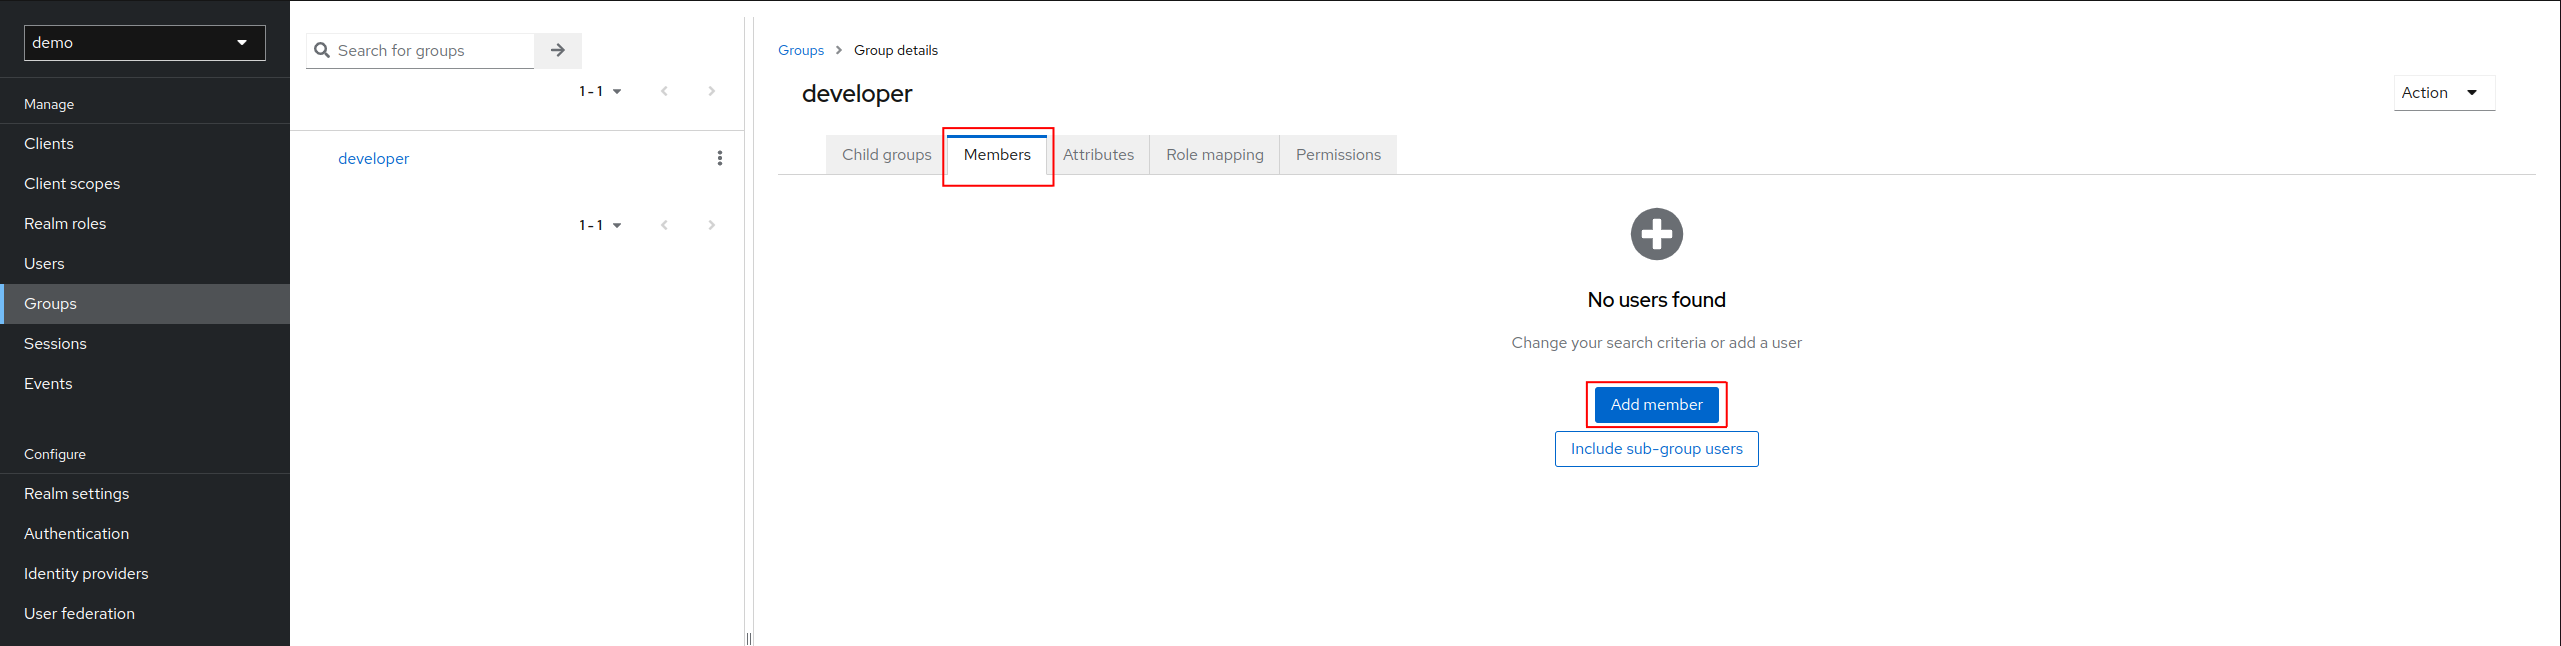 demo
Manage
Clients
Client scopes
Realm roles
Users
Groups
Sessions
Events
Configure
Realm settings
Authentication
Identity providers
User federation
Search for groups
1 - 1
developer
1 - 1
Groups > Group details
developer
Action
Child groups Members Attributes Role mapping Permissions
No users found
Change your search criteria or add a user
Add member
Include sub-group users